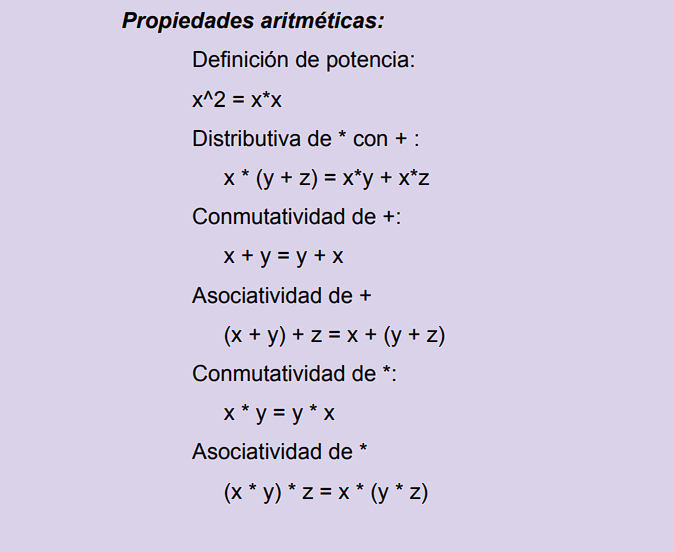 Propiedades aritméticas:
Definición de potencia:
x^2 = x*x
Distributiva de * con + :
x * (y + z) = x*y + x*z
Conmutatividad de +:
x + y = y + x
Asociatividad de +
(x + y) + z = x + (y + z)
Conmutatividad de *:
x * y = y * x
Asociatividad de *
(x * y) * z = x * (y * z)